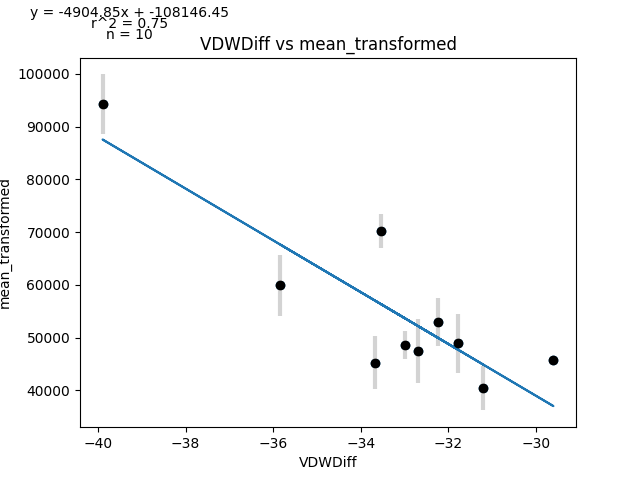 y = -4904.85x + -108146.45
r^2 = 0.75
n = 10
VDWDiff vs mean_transformed
100000
90000
80000
70000
60000
50000
40000
mean_transformed
−40
−38
−36
−34
−32
−30
VDWDiff